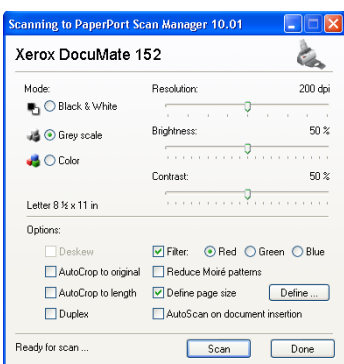 Scanning to PaperPort Scan Manager 10.01
Xerox DocuMate 152
Mode:
Black & White
Grey scale
Color
Letter 8 ½ x 11 in
Resolution: 200 dpi
Brightness: 50 %
Contrast: 50 %
Options:
Deskew
AutoCrop to original
AutoCrop to length
Duplex
Filter: Red Green Blue
Reduce Moiré patterns
Define page size Define ...
AutoScan on document insertion
Ready for scan ... Scan Done